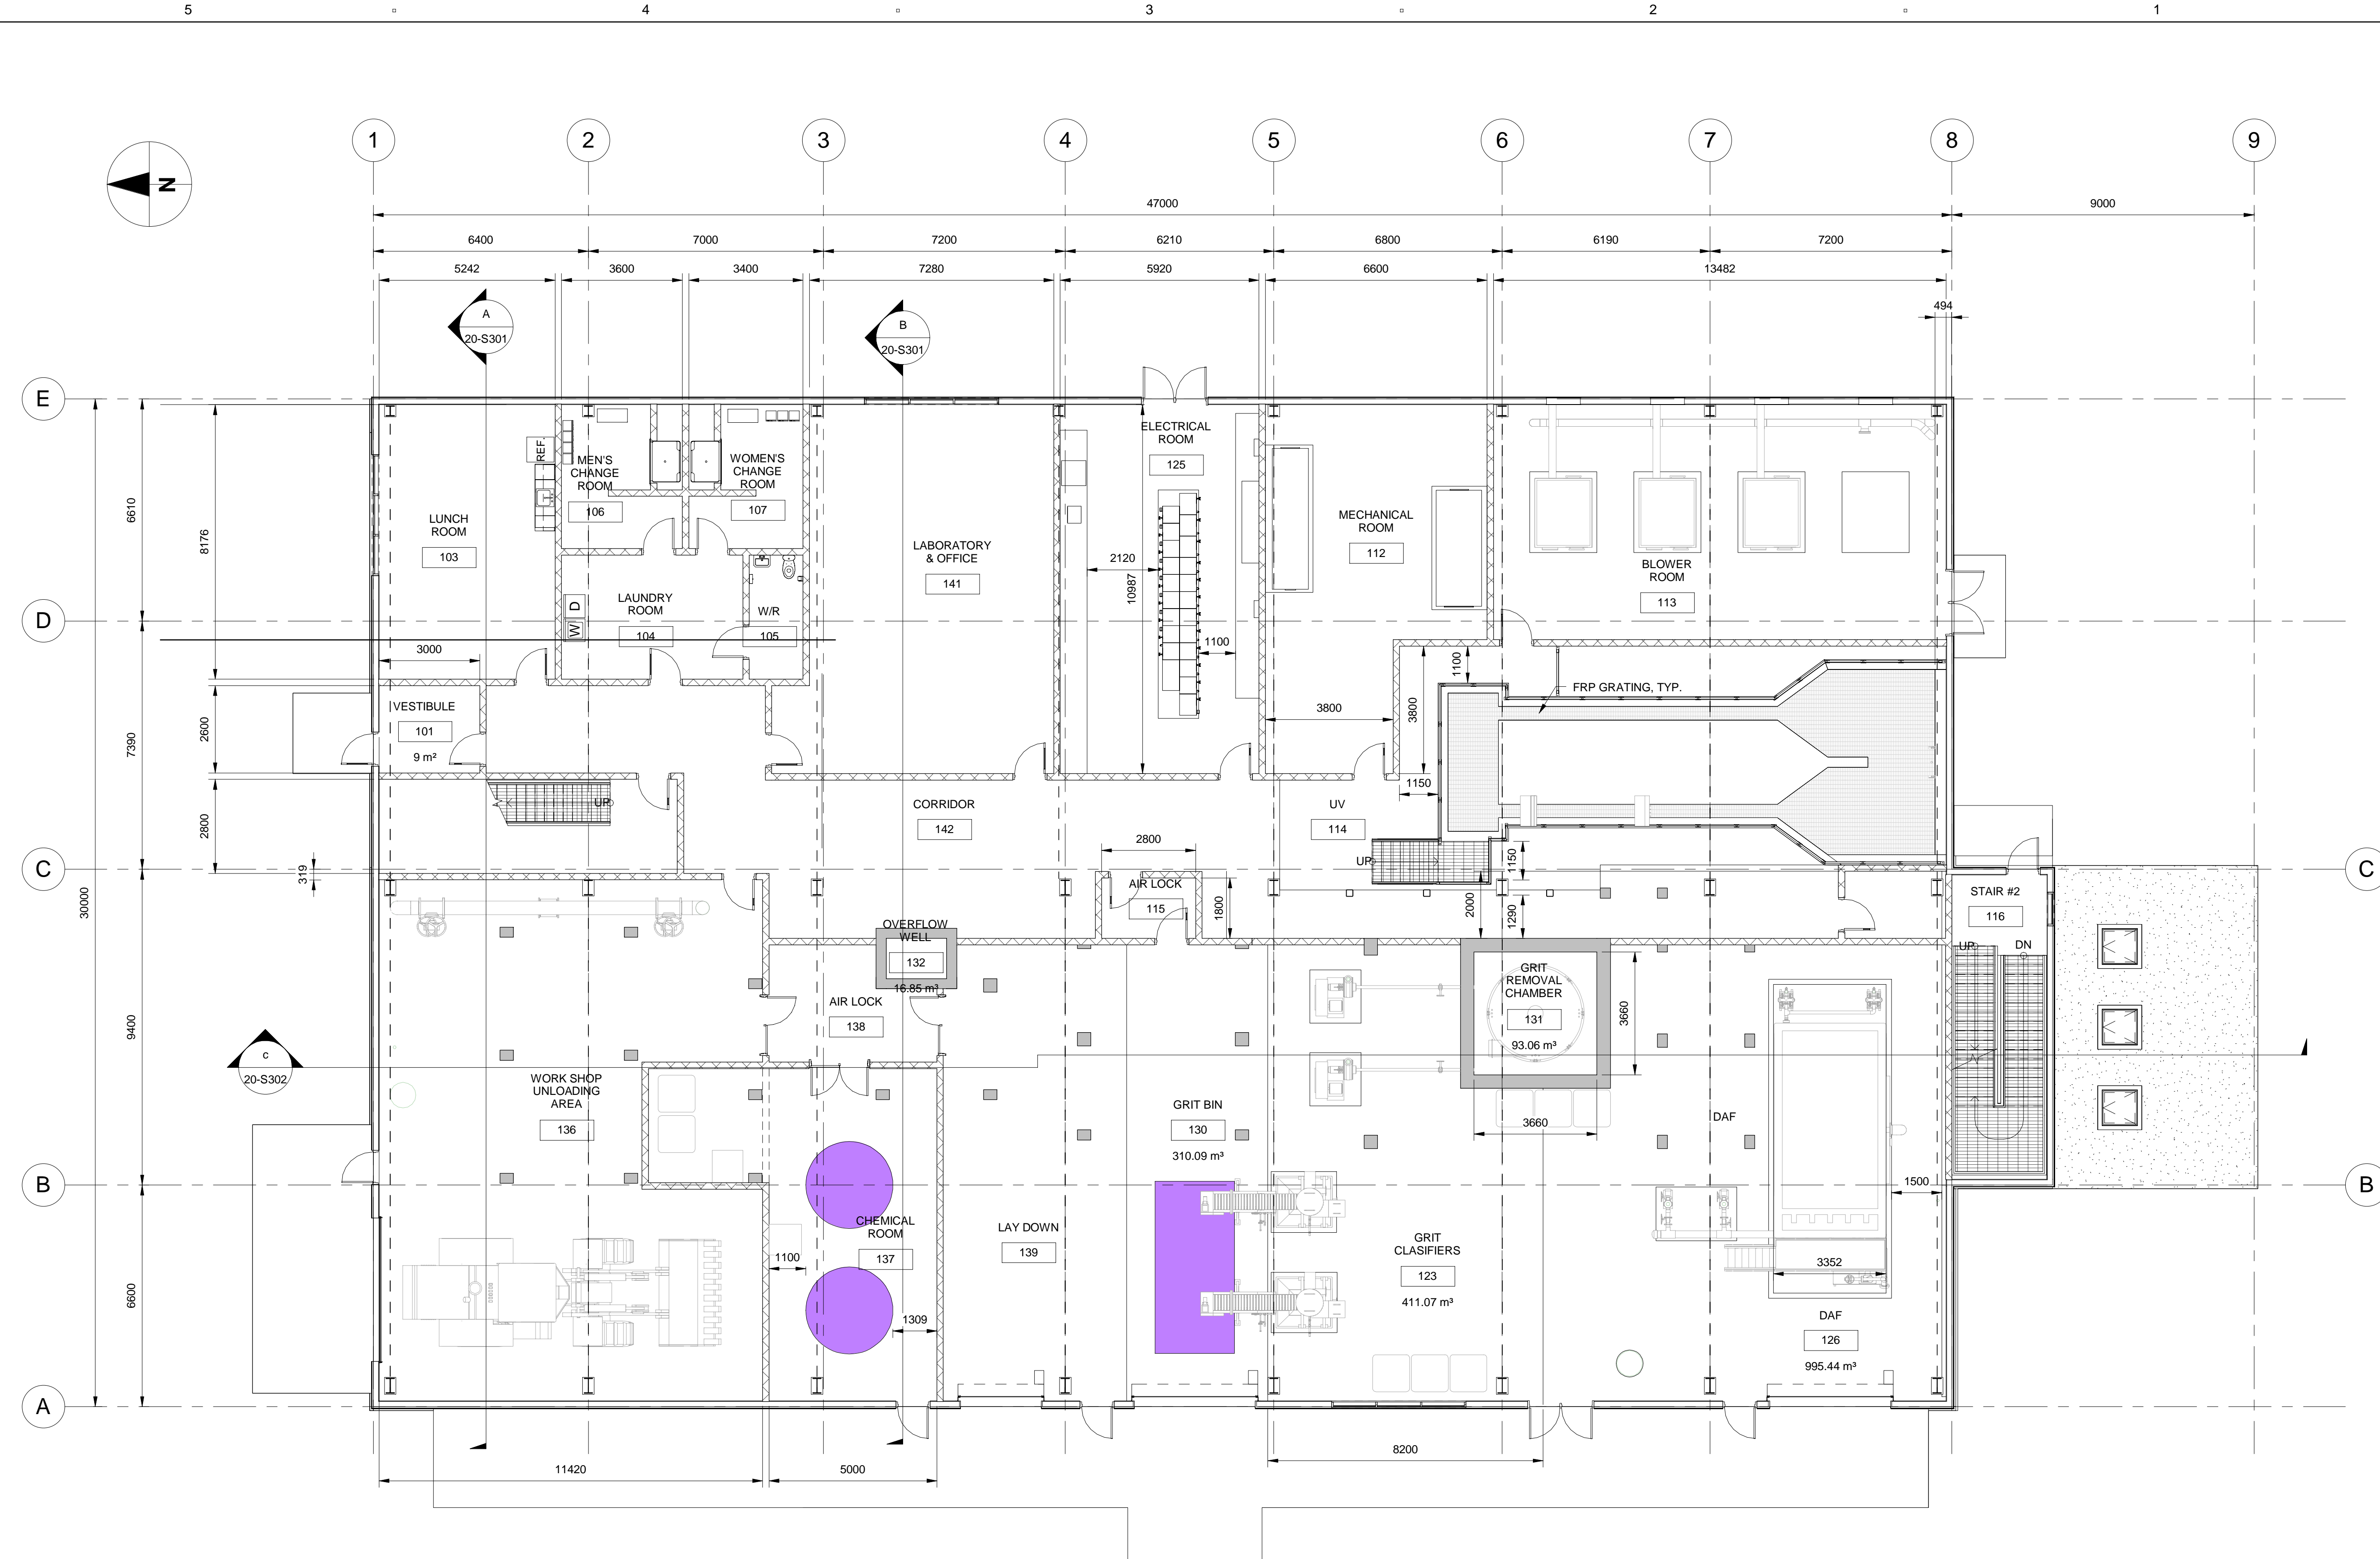 5 4 3 2 1
1 2 3 4 5 6 7 8 9
N
47000 9000
6400 7000 7200 6210 6800 6190 7200
5242 3600 3400 7280 5920 6600 13482
494
A
20-S301
B
20-S301
E
D
C
B
A
C
B
6610
7390
9400
6600
30000
8176
2600
2800
319
REF.
MEN'S
CHANGE
ROOM
106
WOMEN'S
CHANGE
ROOM
107
LUNCH
ROOM
103
LABORATORY
& OFFICE
141
ELECTRICAL
ROOM
125
2120
10987
1100
MECHANICAL
ROOM
112
BLOWER
ROOM
113
LAUNDRY
ROOM
104
D
W
W/R
105
3000
VESTIBULE
101
9 m²
3800
3800
1100
FRP GRATING, TYP.
1150
UP
CORRIDOR
142
UV
114
2800
UP
1150
2000
1290
AIR LOCK
115
1800
STAIR #2
116
UP
DN
OVERFLOW
WELL
132
16.85 m³
AIR LOCK
138
GRIT
REMOVAL
CHAMBER
131
93.06 m³
3660
3660
c
20-S302
WORK SHOP
UNLOADING
AREA
136
GRIT BIN
130
310.09 m³
DAF
1500
CHEMICAL
ROOM
137
1100
1309
LAY DOWN
139
GRIT
CLASIFIERS
123
411.07 m³
3352
DAF
126
995.44 m³
8200
11420 5000